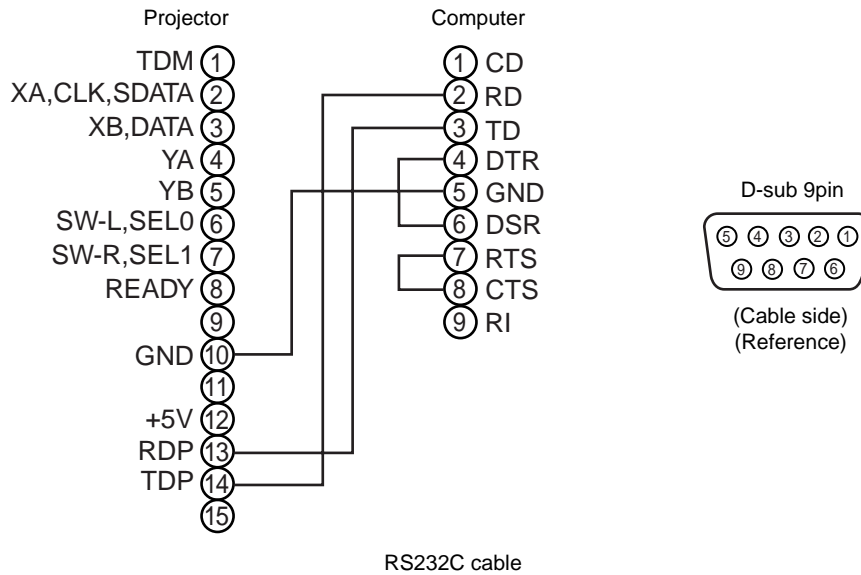 Projector
Computer
TDM 1
XA,CLK,SDATA 2
XB,DATA 3
YA 4
YB 5
SW-L,SEL0 6
SW-R,SEL1 7
READY 8
9
GND 10
11
+5V 12
RDP 13
TDP 14
15
1 CD
2 RD
3 TD
4 DTR
5 GND
6 DSR
7 RTS
8 CTS
9 RI
D-sub 9pin
5 4 3 2 1
9 8 7 6
(Cable side)
(Reference)
RS232C cable